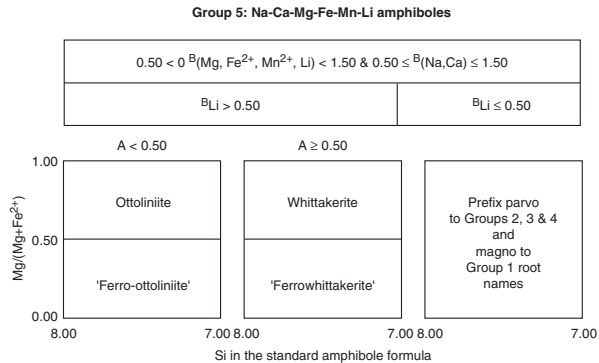 Group 5: Na-Ca-Mg-Fe-Mn-Li amphiboles
0.50 < 0 ᴮ(Mg, Fe²⁺, Mn²⁺, Li) < 1.50 & 0.50 ≤ ᴮ(Na,Ca) ≤ 1.50
ᴮLi > 0.50 ᴮLi ≤ 0.50
A < 0.50 A ≥ 0.50
Mg/(Mg+Fe²⁺)
1.00
0.50
0.00
Ottoliniite
'Ferro-ottoliniite'
Whittakerite
'Ferrowhittakerite'
Prefix parvo
to Groups 2, 3 & 4
and
magno to
Group 1 root
names
8.00 7.00 8.00 7.00 8.00 7.00
Si in the standard amphibole formula